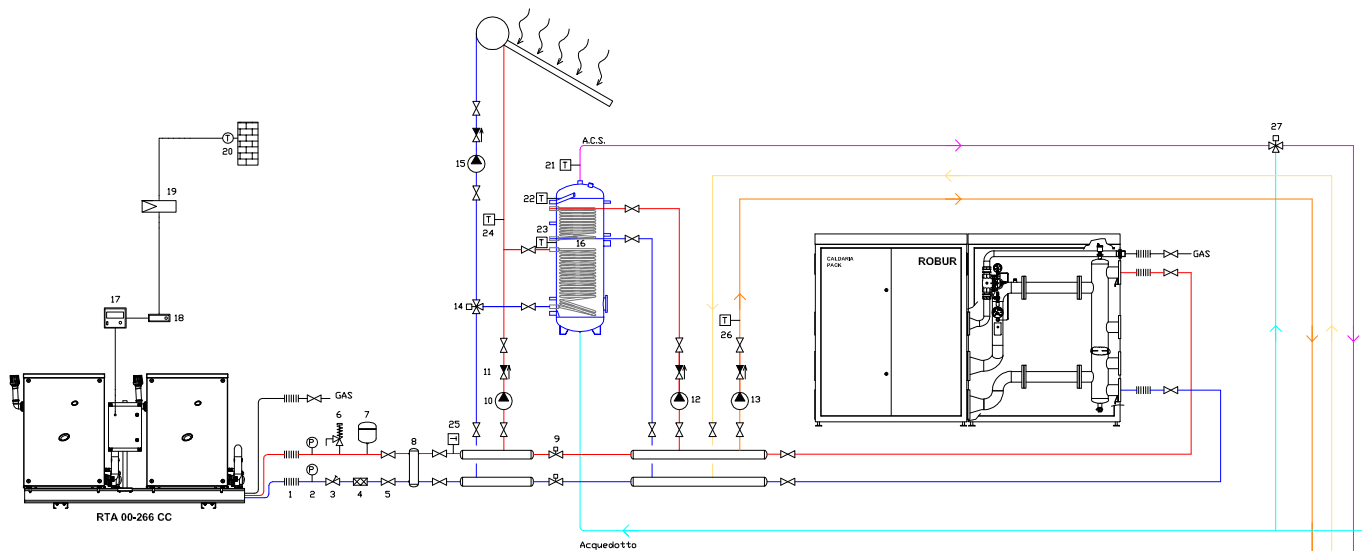 A.C.S.
27
15
21
20
T
T
22
T
19
24
T
23
T
16
14
CALDARIA
PACK
ROBUR
GAS
17
18
T
26
11
10
12
13
GAS
6
7
P
25
T
8
9
P
1
2
3
4
5
RTA 00-266 CC
Acquedotto